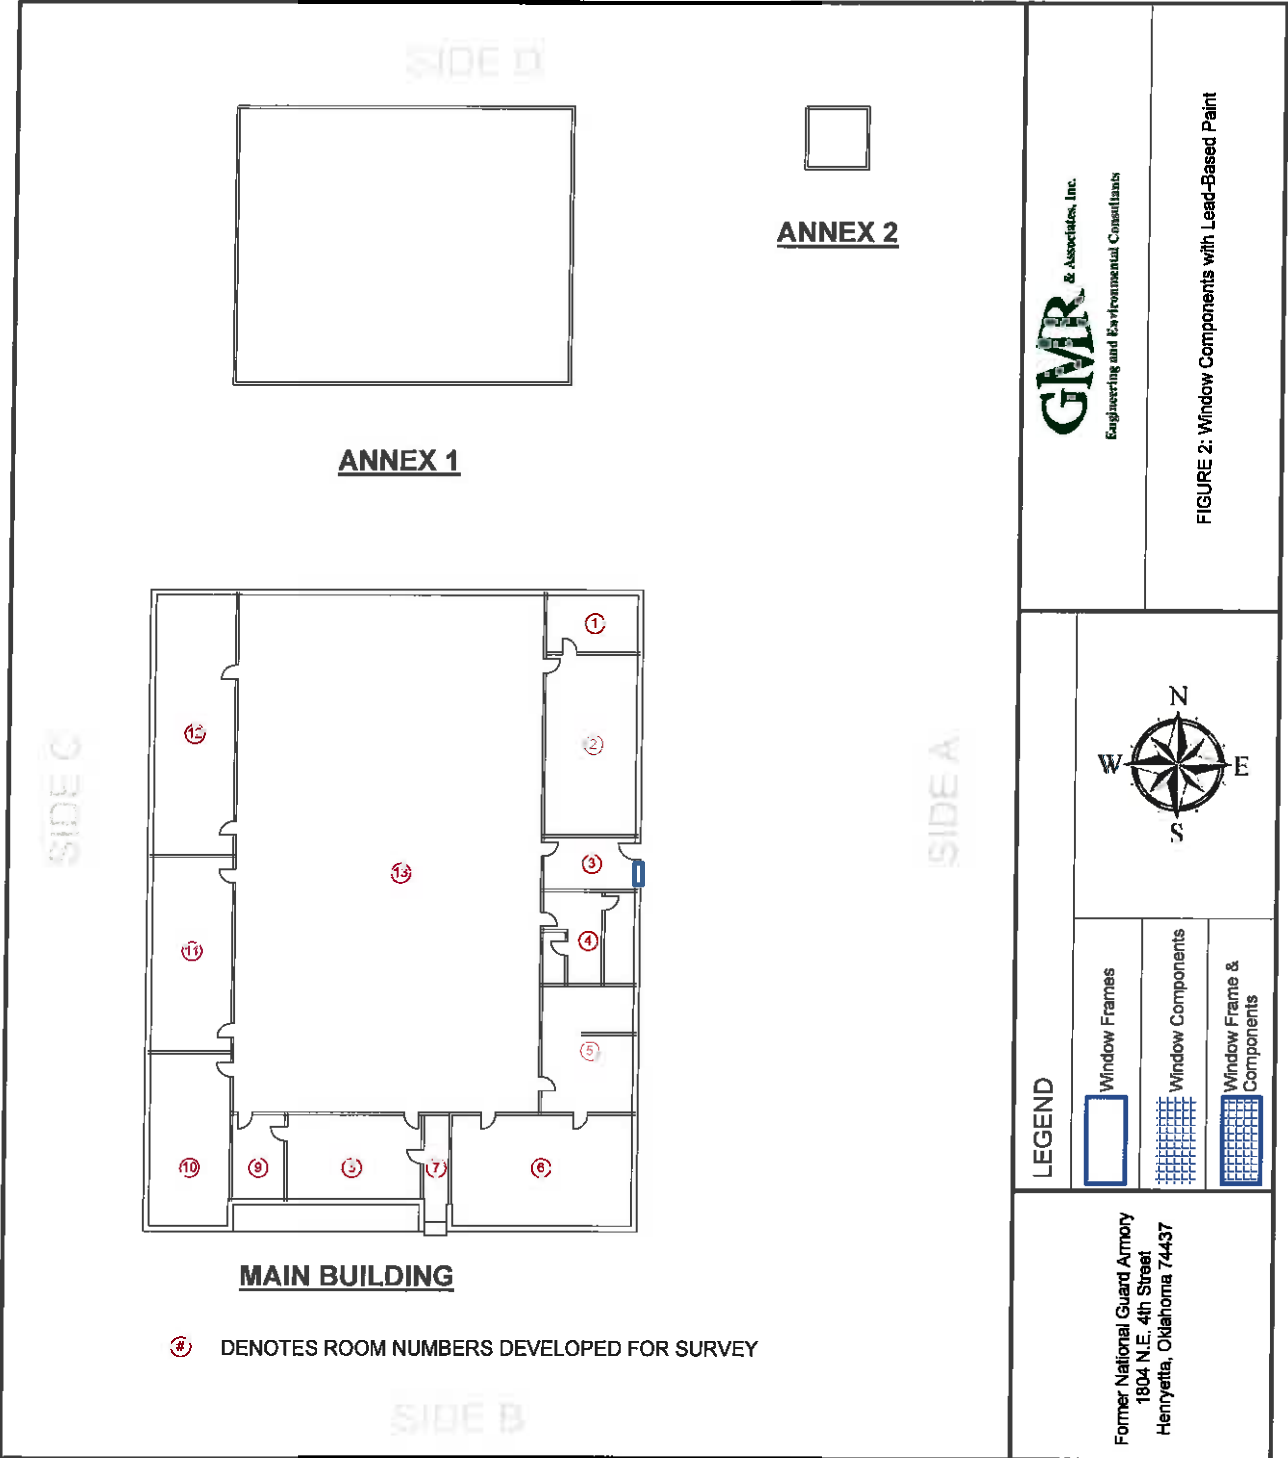 SIDE D
ANNEX 2
ANNEX 1
SIDE C
SIDE A
1
12
2
3
13
4
11
5
10
9
7
6
MAIN BUILDING
# DENOTES ROOM NUMBERS DEVELOPED FOR SURVEY
SIDE B
GMR & Associates, Inc.
Engineering and Environmental Consultants
FIGURE 2: Window Components with Lead-Based Paint
N
W
E
S
LEGEND
Window Frames
Window Components
Window Frame &
Components
Former National Guard Armory
1804 N.E. 4th Street
Henryetta, Oklahoma 74437